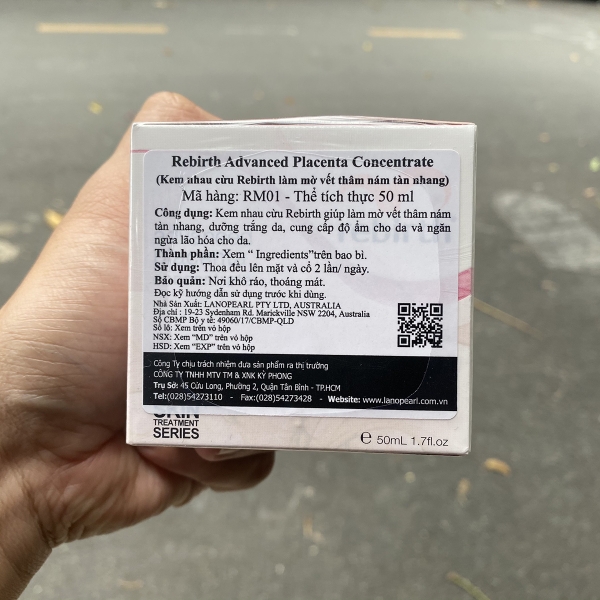 Rebirth Advanced Placenta Concentrate
(Kem nhau cừu Rebirth làm mờ vết thâm nám tàn nhang)
Mã hàng: RM01 - Thể tích thực 50 ml
Công dụng: Kem nhau cừu Rebirth giúp làm mờ vết thâm nám
tàn nhang, dưỡng trắng da, cung cấp độ ẩm cho da và ngăn
ngừa lão hóa cho da.
Thành phần: Xem “ Ingredients”trên bao bì.
Sử dụng: Thoa đều lên mặt và cổ 2 lần/ ngày.
Bảo quản: Nơi khô ráo, thoáng mát.
Đọc kỹ hướng dẫn sử dụng trước khi dùng.
Nhà Sản Xuất: LANOPEARL PTY LTD, AUSTRALIA
Địa chỉ : 19-23 Sydenham Rd. Marickville NSW 2204, Australia
Số CBMP Bộ y tế: 49060/17/CBMP-QLD
Số lô: Xem trên vỏ hộp
NSX: Xem “MD” trên vỏ hộp
HSD: Xem “EXP” trên vỏ hộp
Công Ty chịu trách nhiệm đưa sản phẩm ra thị trường
CÔNG TY TNHH MTV TM & XNK KỲ PHONG
Trụ Sở: 45 Cửu Long, Phường 2, Quận Tân Bình - TP.HCM
Tel:(028)54273110 - Fax:(028)54273428 - Website: www.lanopearl.com.vn
SKIN
TREATMENT
SERIES
e 50mL 1.7fl.oz